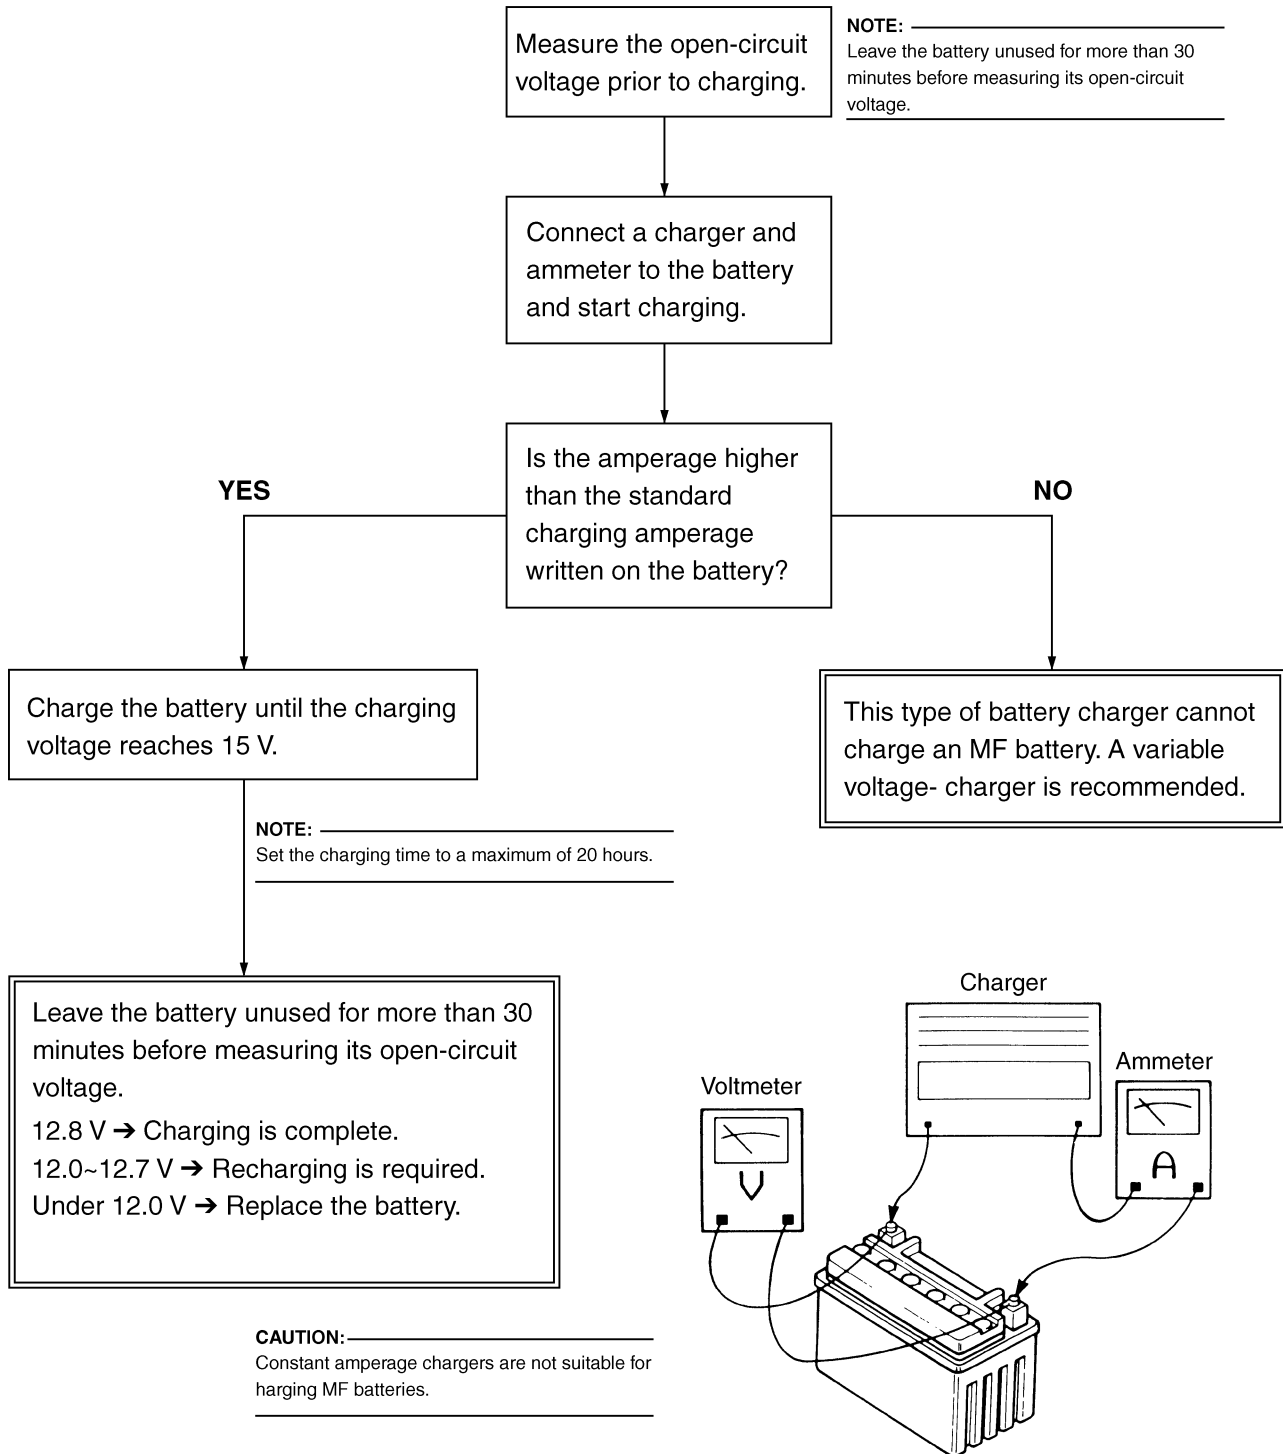 Measure the open-circuit
voltage prior to charging.
NOTE:
Leave the battery unused for more than 30
minutes before measuring its open-circuit
voltage.
Connect a charger and
ammeter to the battery
and start charging.
Is the amperage higher
than the standard
charging amperage
written on the battery?
YES
NO
Charge the battery until the charging
voltage reaches 15 V.
This type of battery charger cannot
charge an MF battery. A variable
voltage- charger is recommended.
NOTE:
Set the charging time to a maximum of 20 hours.
Leave the battery unused for more than 30
minutes before measuring its open-circuit
voltage.
12.8 V ➔ Charging is complete.
12.0~12.7 V ➔ Recharging is required.
Under 12.0 V ➔ Replace the battery.
CAUTION:
Constant amperage chargers are not suitable for
harging MF batteries.
Charger
Ammeter
Voltmeter
V
A